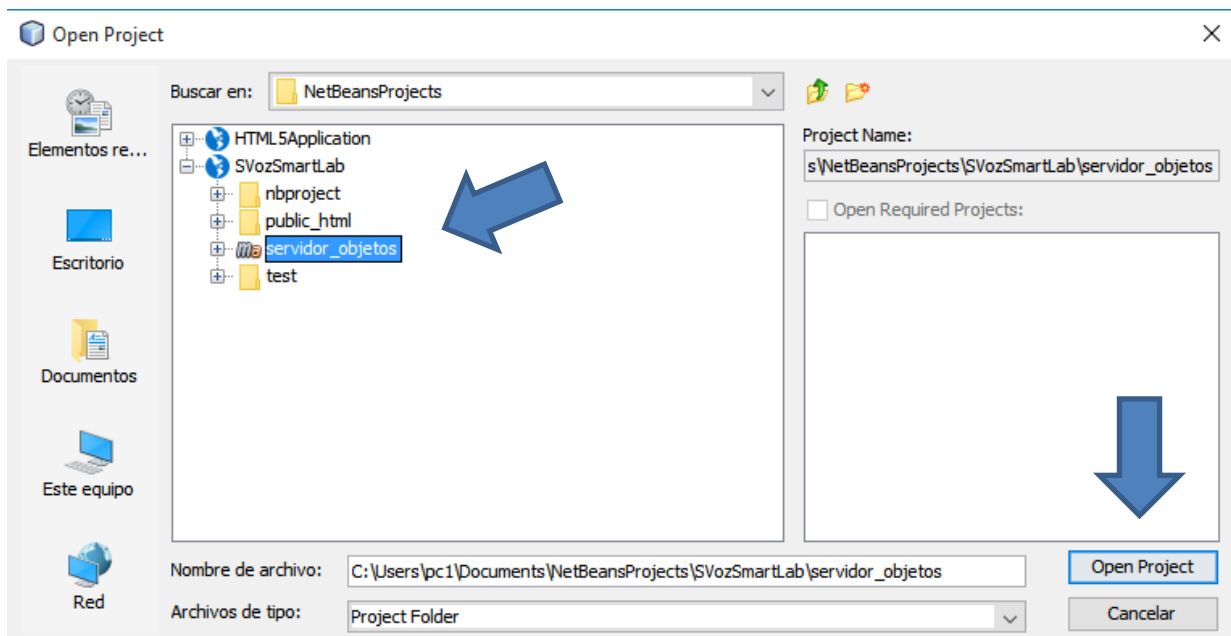 Open Project
Buscar en: NetBeansProjects
Elementos re...
Escritorio
Documentos
Este equipo
Red
HTML5Application
SVozSmartLab
nbproject
public_html
servidor_objetos
test
Project Name:
s\NetBeansProjects\SVozSmartLab\servidor_objetos
Open Required Projects:
Nombre de archivo: C:\Users\pc1\Documents\NetBeansProjects\SVozSmartLab\servidor_objetos
Open Project
Archivos de tipo: Project Folder
Cancelar